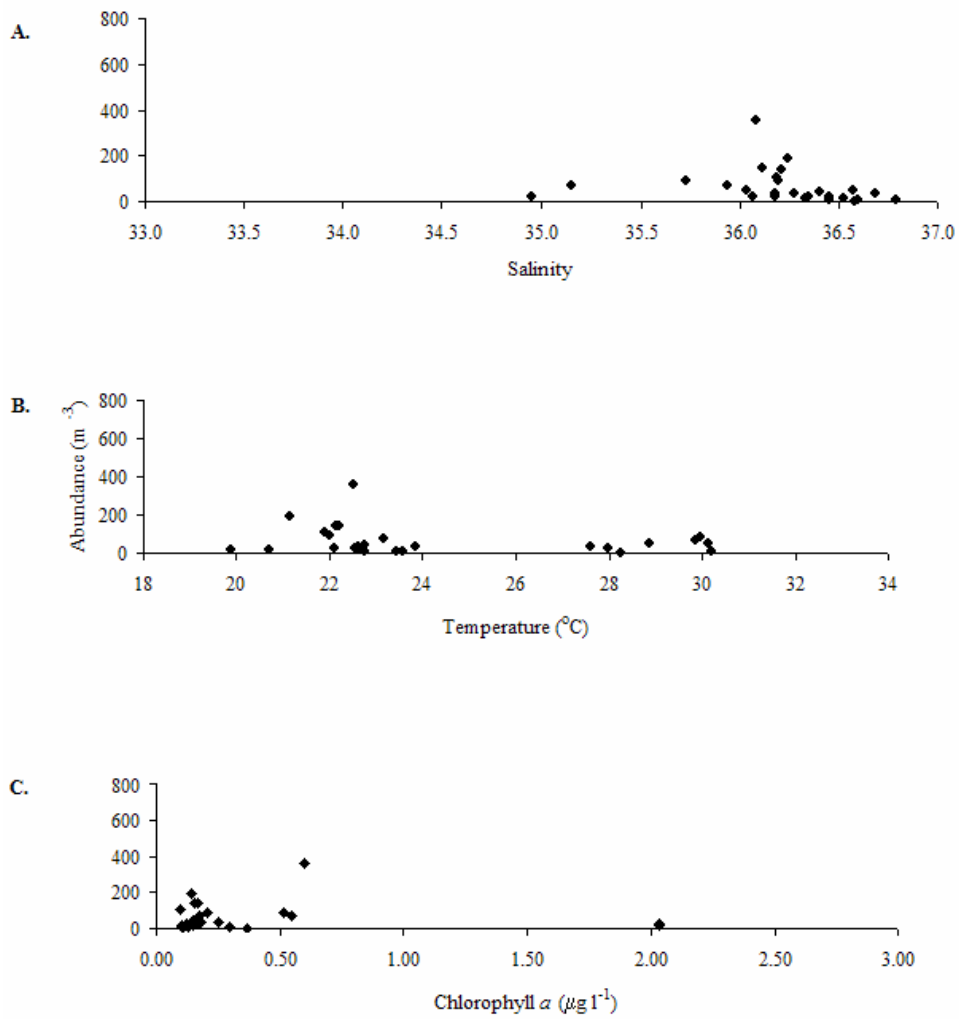 A.
800
600
400
200
0
33.0 33.5 34.0 34.5 35.0 35.5 36.0 36.5 37.0
Salinity
B.
Abundance (m⁻³)
800
600
400
200
0
18 20 22 24 26 28 30 32 34
Temperature (⁰C)
C.
800
600
400
200
0
0.00 0.50 1.00 1.50 2.00 2.50 3.00
Chlorophyll a (μg l⁻¹)